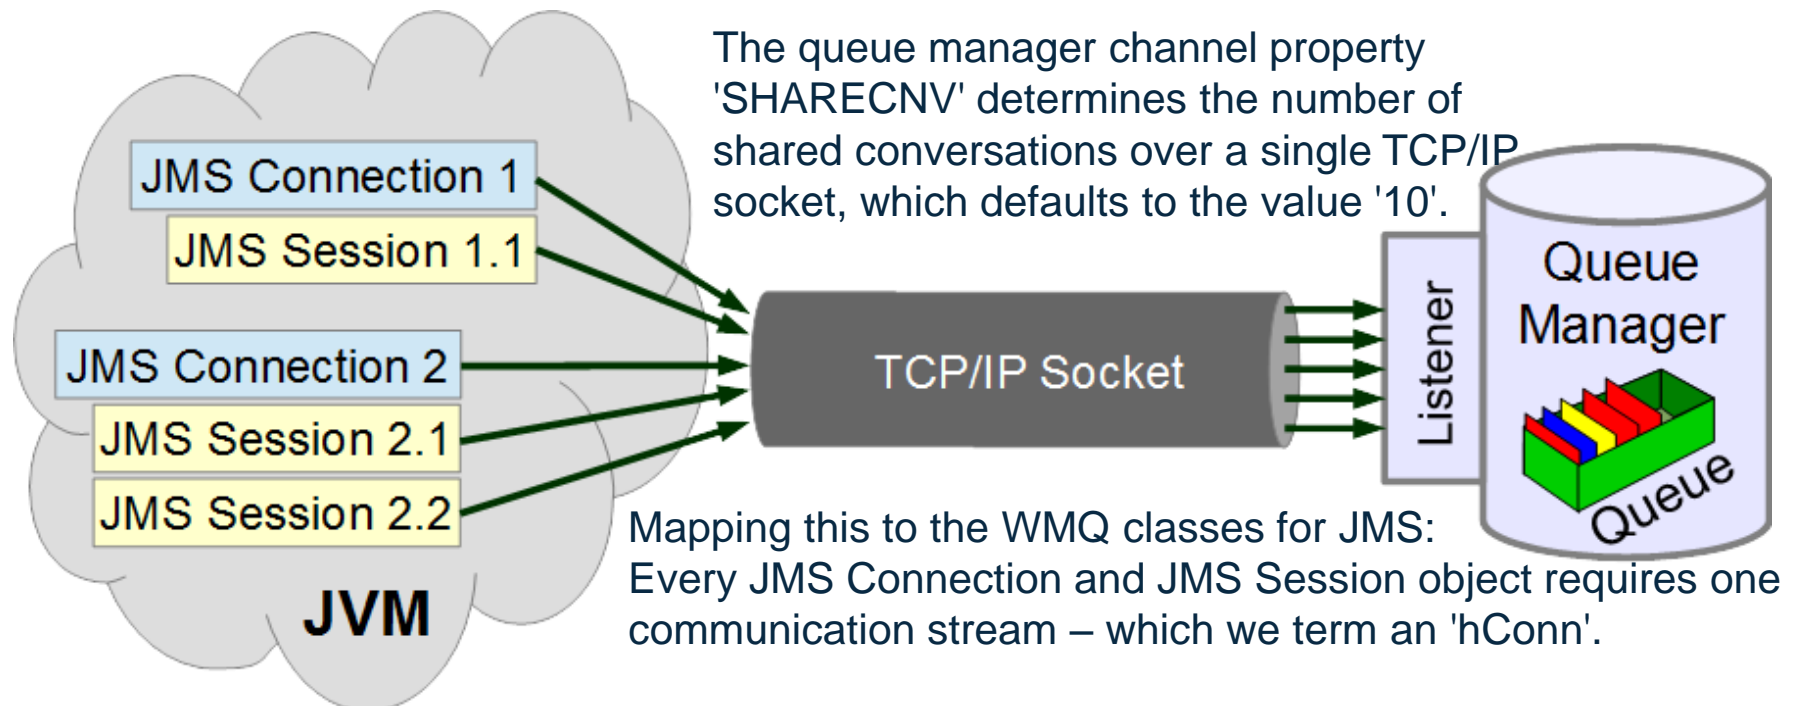 The queue manager channel property
'SHARECNV' determines the number of
shared conversations over a single TCP/IP
socket, which defaults to the value '10'.
JMS Connection 1
JMS Session 1.1
JMS Connection 2
JMS Session 2.1
JMS Session 2.2
JVM
TCP/IP Socket
Listener
Queue
Manager
Queue
Mapping this to the WMQ classes for JMS:
Every JMS Connection and JMS Session object requires one
communication stream – which we term an 'hConn'.